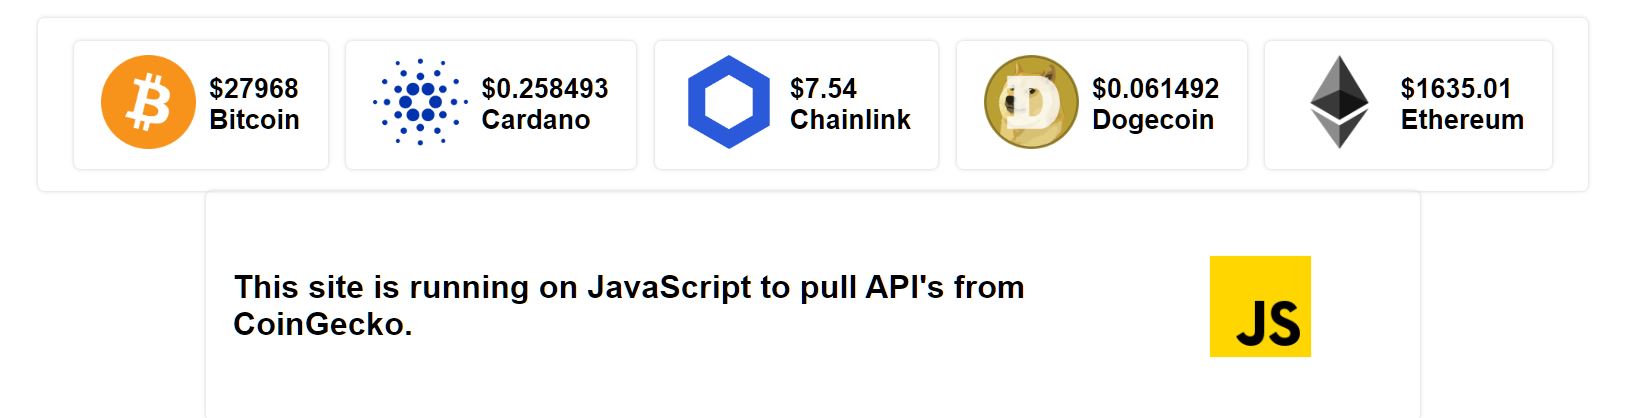 $27968
Bitcoin
$0.258493
Cardano
$7.54
Chainlink
$0.061492
Dogecoin
$1635.01
Ethereum
This site is running on JavaScript to pull API's from
CoinGecko.
JS